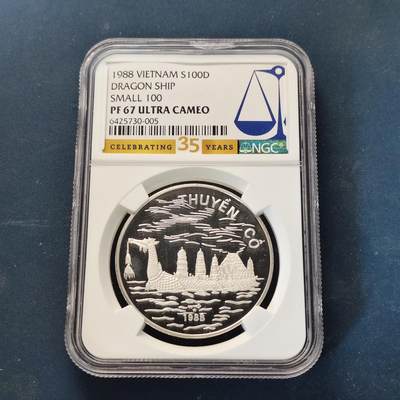 1988 VIETNAM S100D
DRAGON SHIP
SMALL 100
PF 67 ULTRA CAMEO
6425730-005
CELEBRATING 35 YEARS
NGC
THUYỀN CỔ
1988